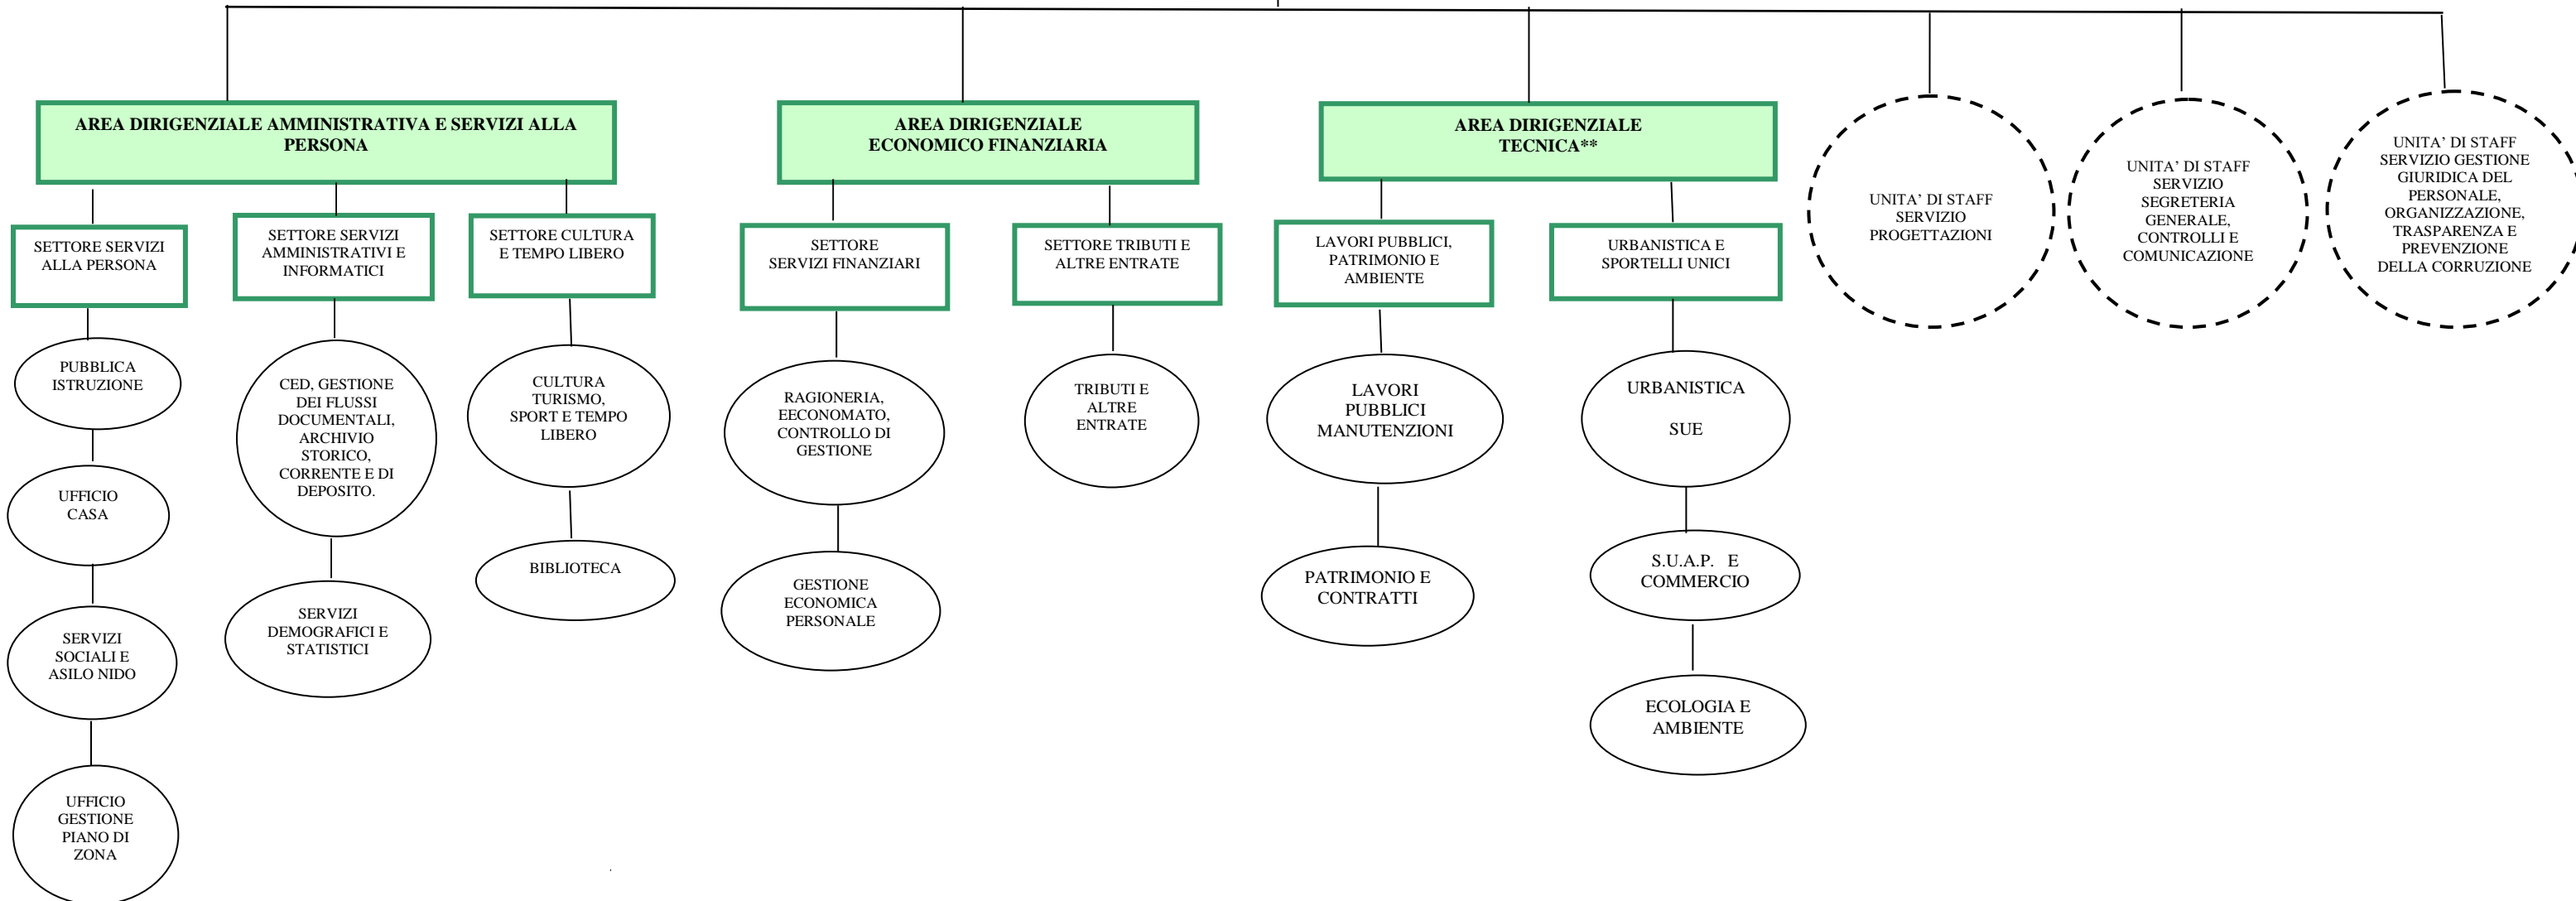 AREA DIRIGENZIALE AMMINISTRATIVA E SERVIZI ALLA
PERSONA
AREA DIRIGENZIALE
ECONOMICO FINANZIARIA
AREA DIRIGENZIALE
TECNICA**
UNITA' DI STAFF
SERVIZIO
PROGETTAZIONI
UNITA' DI STAFF
SERVIZIO
SEGRETERIA
GENERALE,
CONTROLLI E
COMUNICAZIONE
UNITA' DI STAFF
SERVIZIO GESTIONE
GIURIDICA DEL
PERSONALE,
ORGANIZZAZIONE,
TRASPARENZA E
PREVENZIONE
DELLA CORRUZIONE
SETTORE SERVIZI
ALLA PERSONA
SETTORE SERVIZI
AMMINISTRATIVI E
INFORMATICI
SETTORE CULTURA
E TEMPO LIBERO
SETTORE
SERVIZI FINANZIARI
SETTORE TRIBUTI E
ALTRE ENTRATE
LAVORI PUBBLICI,
PATRIMONIO E
AMBIENTE
URBANISTICA E
SPORTELLI UNICI
PUBBLICA
ISTRUZIONE
CED, GESTIONE
DEI FLUSSI
DOCUMENTALI,
ARCHIVIO
STORICO,
CORRENTE E DI
DEPOSITO.
CULTURA
TURISMO,
SPORT E TEMPO
LIBERO
RAGIONERIA,
EECONOMATO,
CONTROLLO DI
GESTIONE
TRIBUTI E
ALTRE
ENTRATE
LAVORI
PUBBLICI
MANUTENZIONI
URBANISTICA
SUE
UFFICIO
CASA
BIBLIOTECA
GESTIONE
ECONOMICA
PERSONALE
PATRIMONIO E
CONTRATTI
S.U.A.P. E
COMMERCIO
SERVIZI
SOCIALI E
ASILO NIDO
SERVIZI
DEMOGRAFICI E
STATISTICI
ECOLOGIA E
AMBIENTE
UFFICIO
GESTIONE
PIANO DI
ZONA